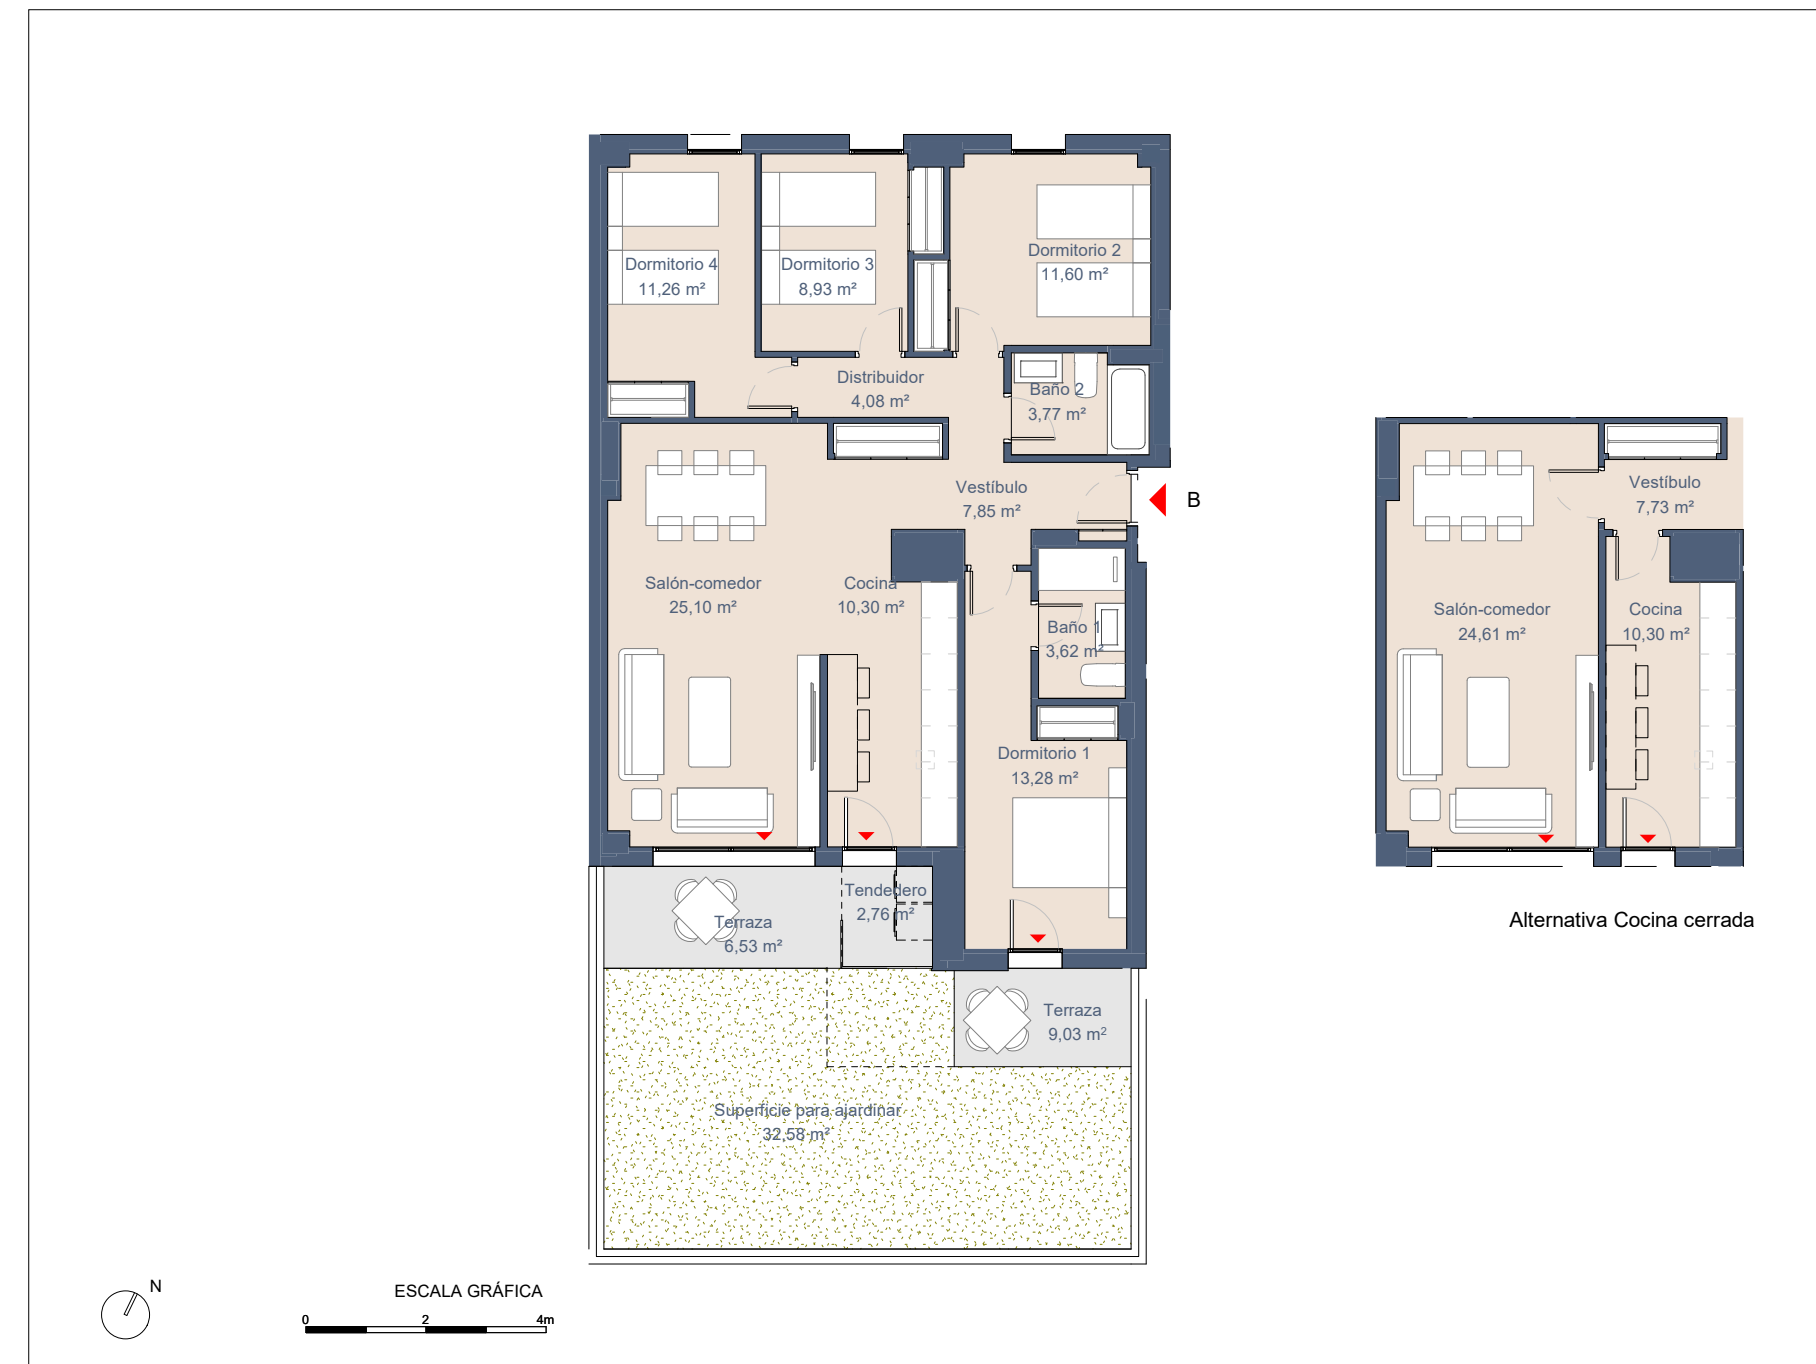 Dormitorio 4
11,26 m²
Dormitorio 3
8,93 m²
Dormitorio 2
11,60 m²
Distribuidor
4,08 m²
Baño 2
3,77 m²
Vestíbulo
7,85 m²
B
Salón-comedor
25,10 m²
Cocina
10,30 m²
Baño 1
3,62 m²
Dormitorio 1
13,28 m²
Tendedero
2,76 m²
Terraza
6,53 m²
Terraza
9,03 m²
Superficie para ajardinar
32,58 m²
Vestíbulo
7,73 m²
Salón-comedor
24,61 m²
Cocina
10,30 m²
Alternativa Cocina cerrada
N
ESCALA GRÁFICA
0 2 4m